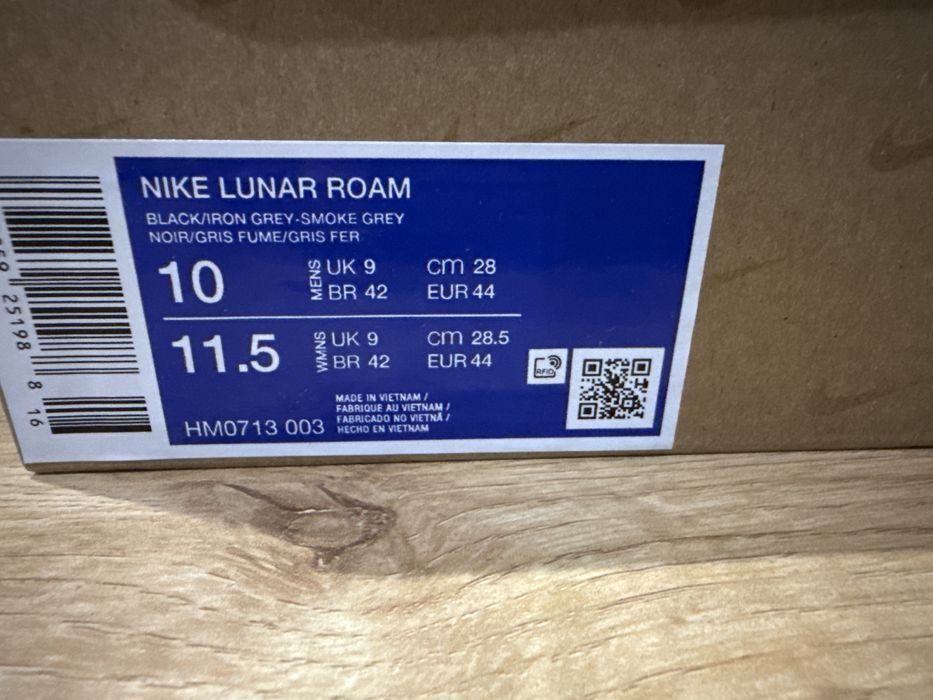 NIKE LUNAR ROAM
BLACK/IRON GREY-SMOKE GREY
NOIR/GRIS FUME/GRIS FER
10 MENS UK 9 cm 28
BR 42 EUR 44
11.5 WMNS UK 9 cm 28.5
BR 42 EUR 44
RFID
MADE IN VIETNAM /
FABRIQUE AU VIETNAM /
FABRICADO NO VIETNÃ /
HECHO EN VIETNAM
HM0713 003
25198 8 16